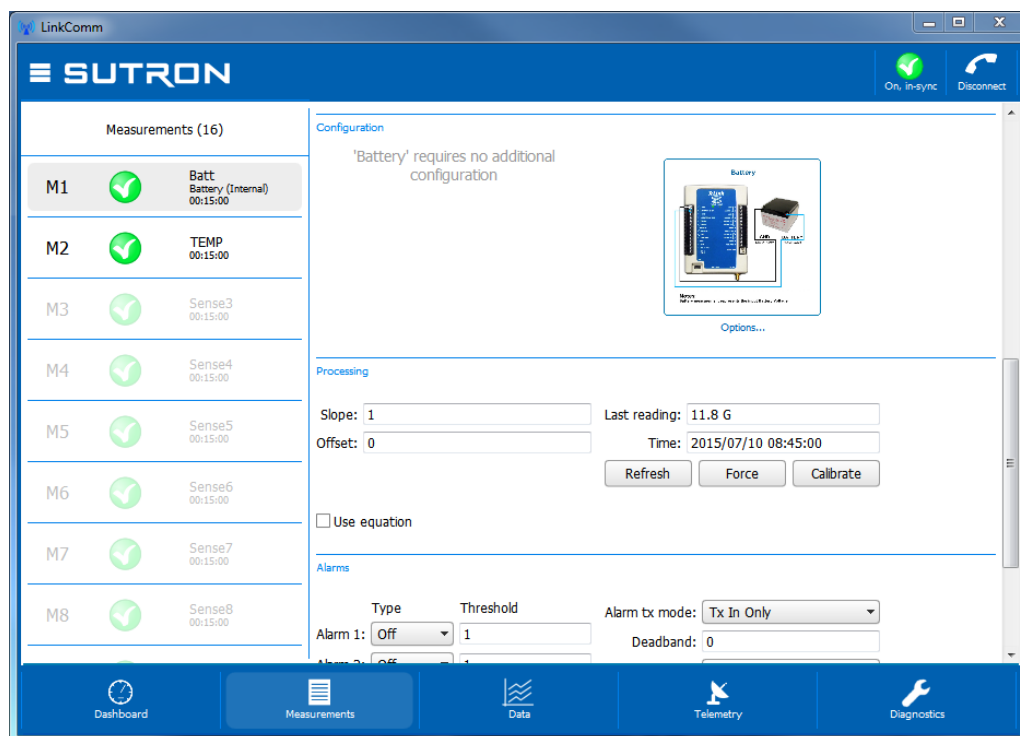 LinkComm
SUTRON
On, in-sync
Disconnect
Measurements (16)
M1
Batt
Battery (Internal)
00:15:00
M2
TEMP
00:15:00
M3
Sense3
00:15:00
M4
Sense4
00:15:00
M5
Sense5
00:15:00
M6
Sense6
00:15:00
M7
Sense7
00:15:00
M8
Sense8
00:15:00
Configuration
'Battery' requires no additional
configuration
Battery
Options...
Processing
Slope: 1
Offset: 0
Last reading: 11.8 G
Time: 2015/07/10 08:45:00
Refresh
Force
Calibrate
Use equation
Alarms
Type
Threshold
Alarm 1: Off
1
Alarm tx mode: Tx In Only
Deadband: 0
Dashboard
Measurements
Data
Telemetry
Diagnostics